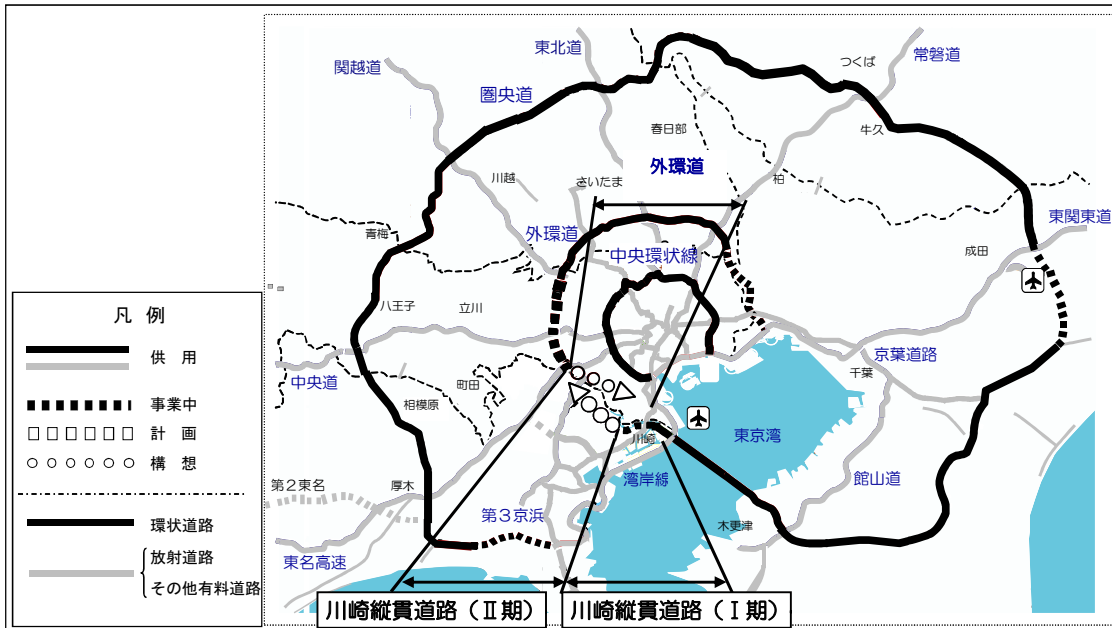 東北道
常磐道
関越道
つくば
圏央道
春日部
牛久
外環道
川越
さいたま
柏
東関東道
青梅
外環道
中央環状線
成田
凡 例
八王子
立川
供 用
京葉道路
中央道
町田
千葉
事業中
相模原
計 画
川崎
東京湾
構 想
湾岸線
館山道
第2東名
厚木
第3京浜
木更津
環状道路
東名高速
放射道路
その他有料道路
川崎縦貫道路（Ⅱ期）
川崎縦貫道路（Ⅰ期）